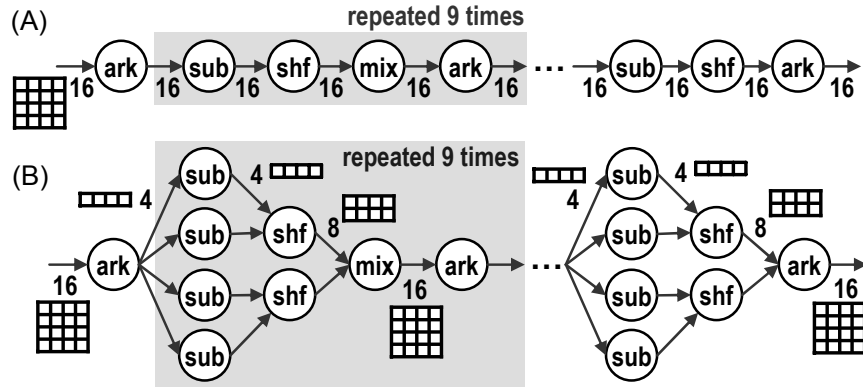 (A) repeated 9 times
ark sub shf mix ark ... sub shf ark
16 16 16 16 16 16 16 16 16 16
(B) repeated 9 times
4 sub 4 4 sub 4
sub shf 8 sub shf 8
ark mix ark ... ark
16 16 16
sub shf sub shf
sub sub